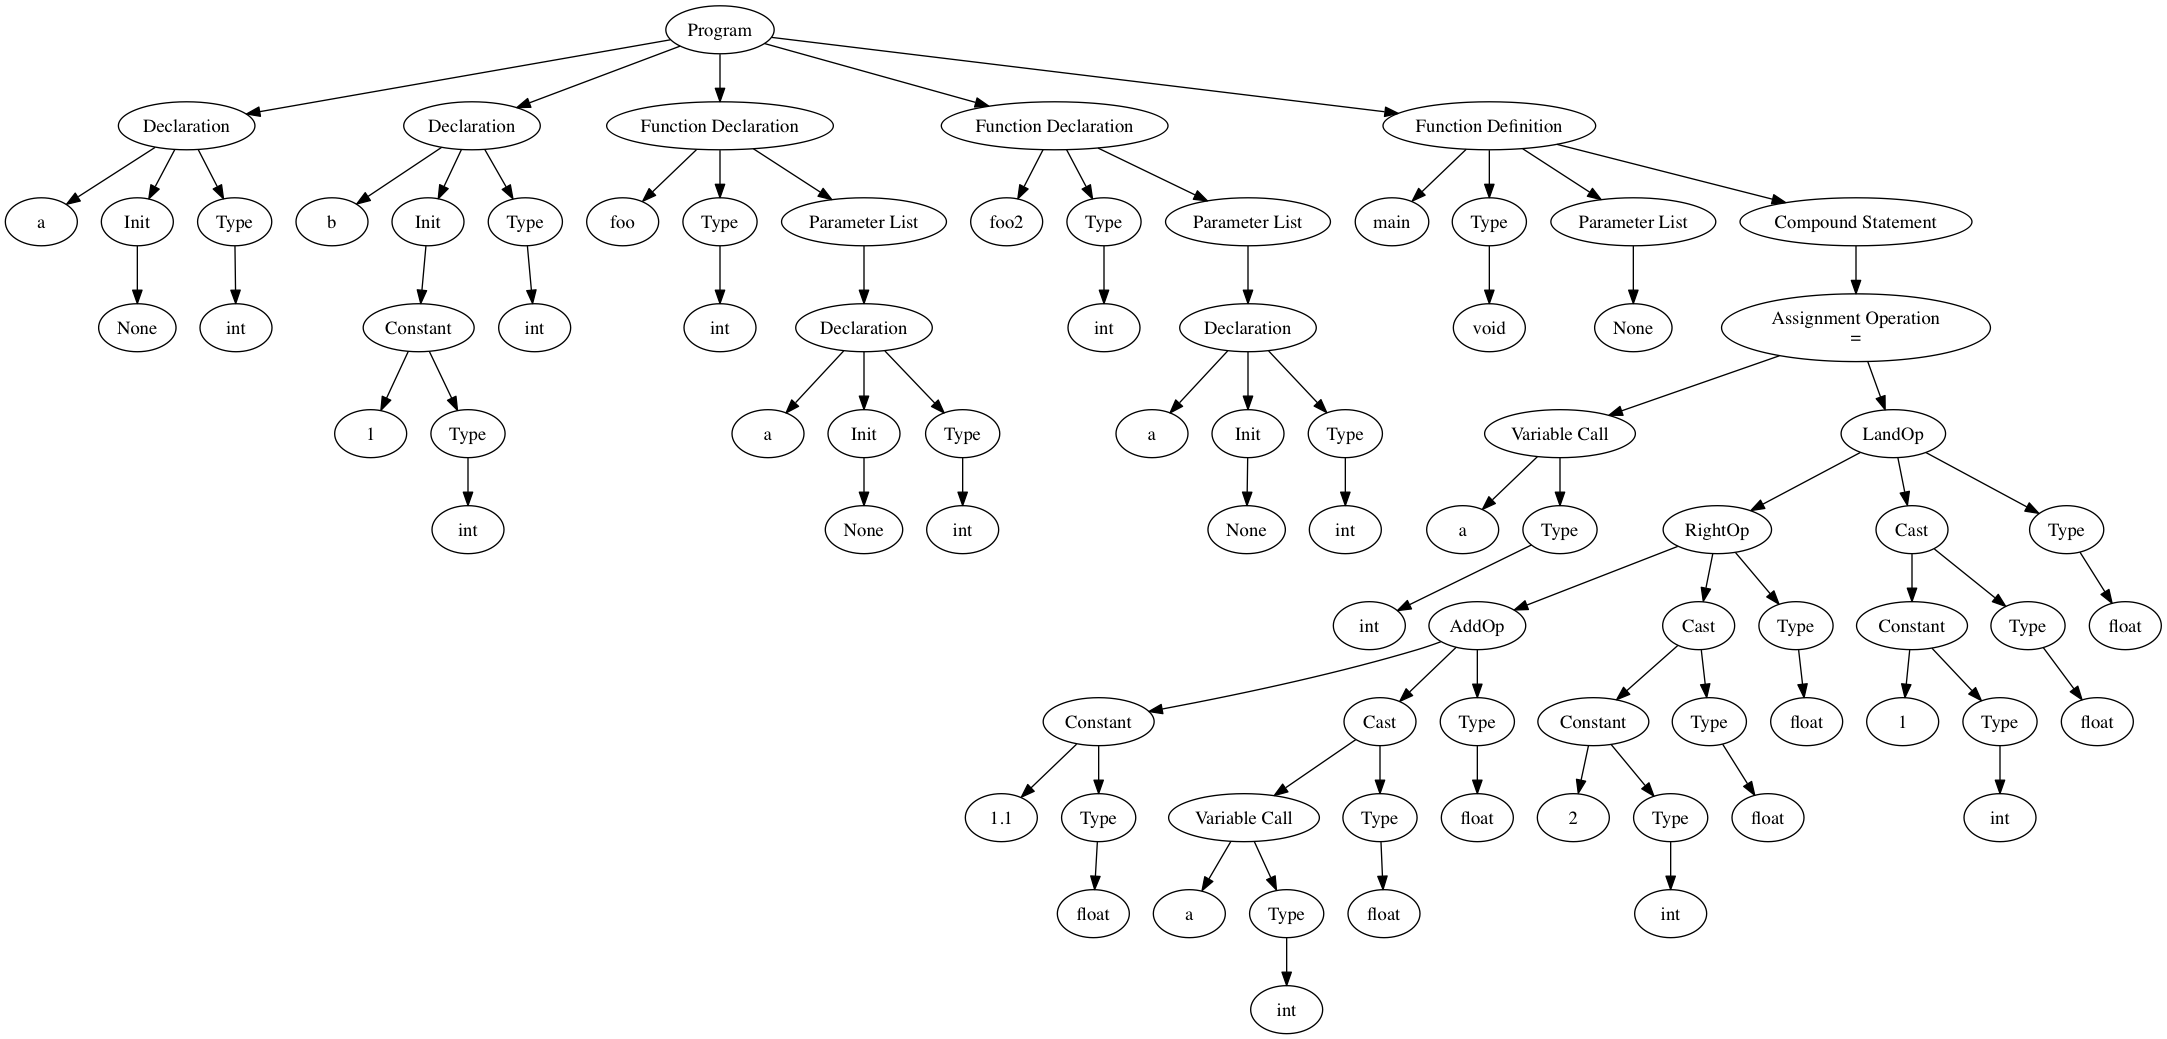 Program
Declaration
Declaration
Function Declaration
Function Declaration
Function Definition
a
Init
Type
b
Init
Type
foo
Type
Parameter List
foo2
Type
Parameter List
main
Type
Parameter List
Compound Statement
None
int
Constant
int
int
Declaration
int
Declaration
void
None
Assignment Operation
=
1
Type
a
Init
Type
a
Init
Type
Variable Call
LandOp
int
None
int
None
int
a
Type
RightOp
Cast
Type
int
AddOp
Cast
Type
Constant
Type
float
Constant
Cast
Type
Constant
Type
float
1
Type
float
1.1
Type
Variable Call
Type
float
2
Type
float
int
float
a
Type
float
int
int